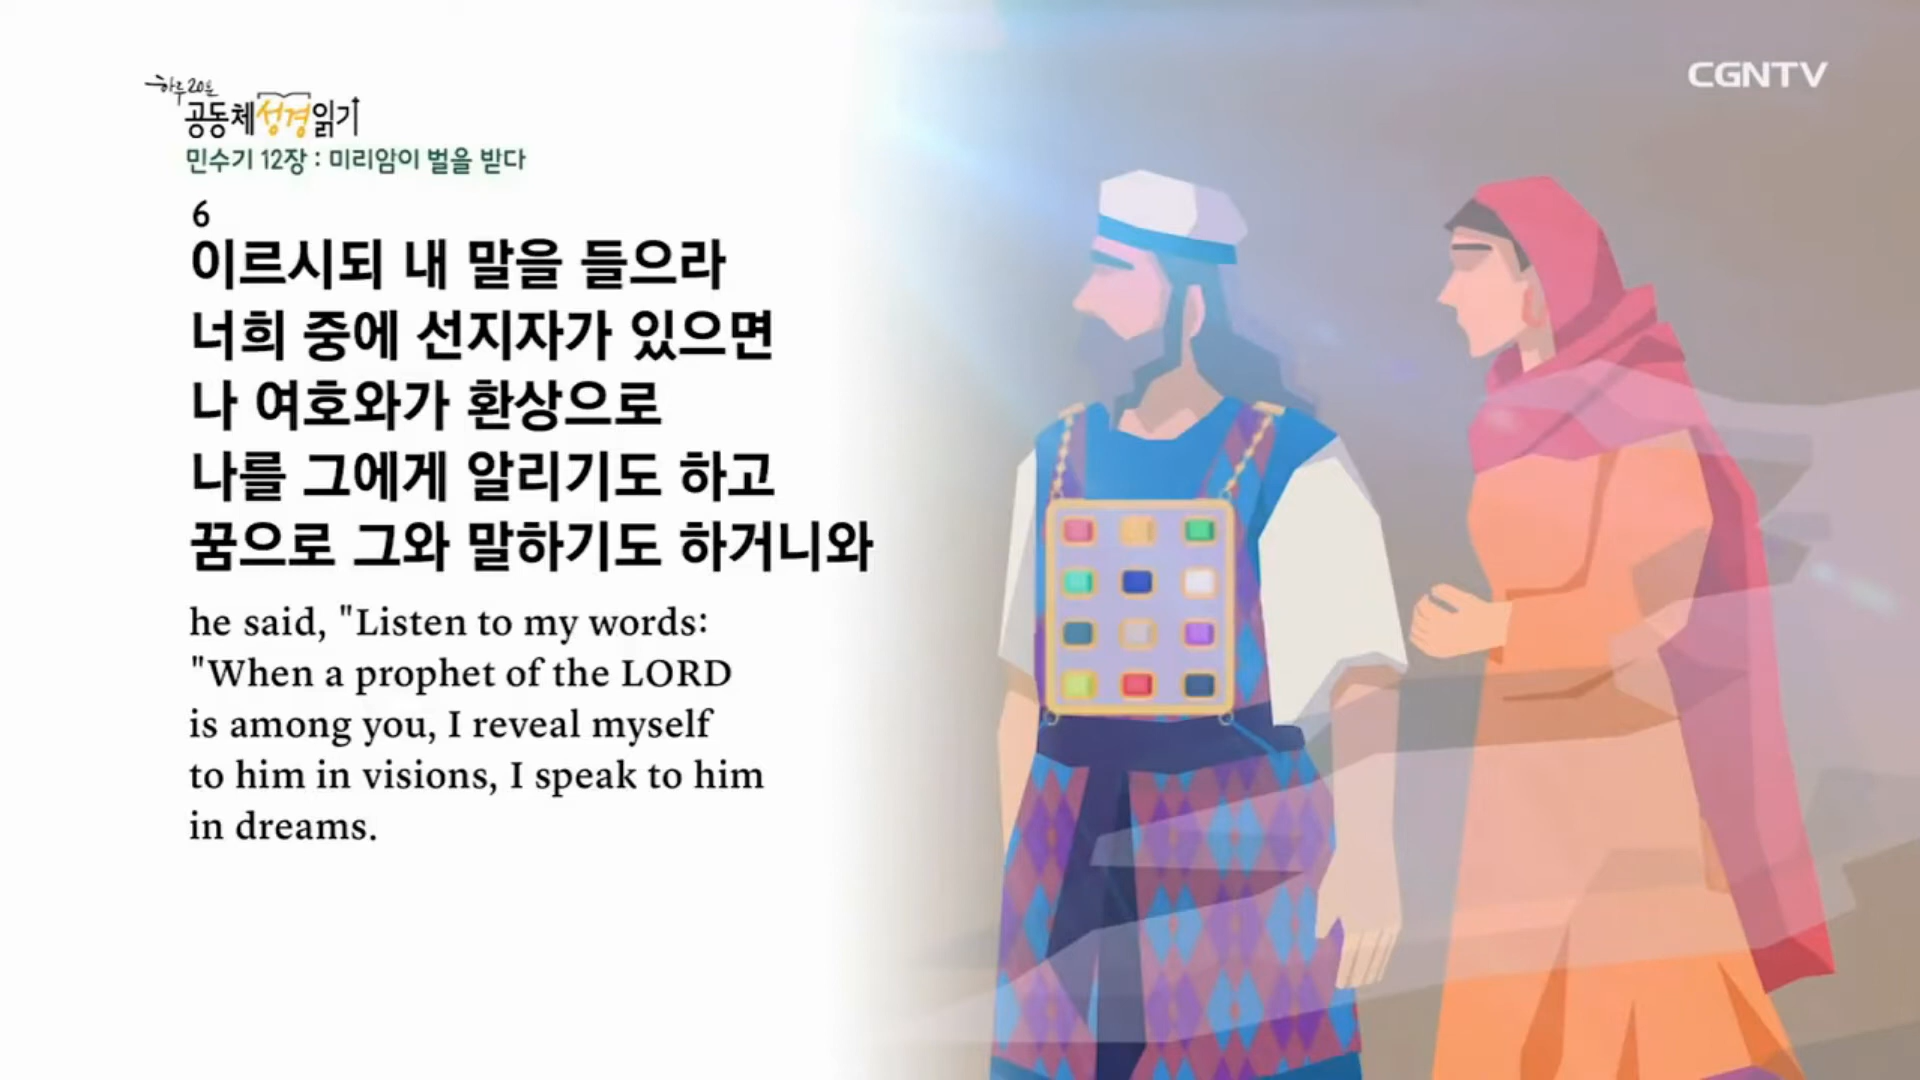 하루 20분
공동체성경읽기
CGNTV
민수기 12장 : 미리암이 벌을 받다
6
이르시되 내 말을 들으라
너희 중에 선지자가 있으면
나 여호와가 환상으로
나를 그에게 알리기도 하고
꿈으로 그와 말하기도 하거니와
he said, "Listen to my words:
"When a prophet of the LORD
is among you, I reveal myself
to him in visions, I speak to him
in dreams.